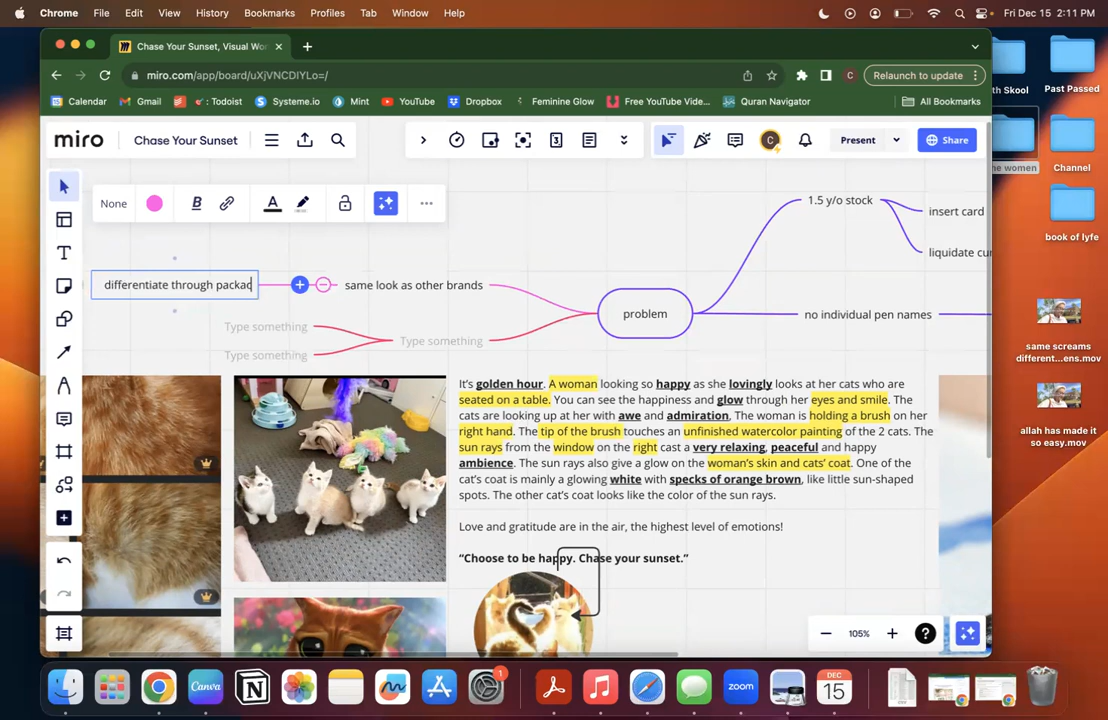 Chrome File Edit View History Bookmarks Profiles Tab Window Help Fri Dec 15 2:11 PM
Chase Your Sunset, Visual Wor
miro.com/app/board/uXjVNCDIYLo=/ C Relaunch to update
Calendar Gmail : Todoist Systeme.io Mint YouTube Dropbox Feminine Glow Free YouTube Vide... Quran Navigator All Bookmarks
miro Chase Your Sunset 3 C Present Share
None B A
1.5 y/o stock
insert card
liquidate cur
differentiate through packag
same look as other brands
problem
no individual pen names
Type something
Type something
Type something
It's golden hour. A woman looking so happy as she lovingly looks at her cats who are
seated on a table. You can see the happiness and glow through her eyes and smile. The
cats are looking up at her with awe and admiration. The woman is holding a brush on her
right hand. The tip of the brush touches an unfinished watercolor painting of the 2 cats. The
sun rays from the window on the right cast a very relaxing, peaceful and happy
ambience. The sun rays also give a glow on the woman's skin and cats' coat. One of the
cat's coat is mainly a glowing white with specks of orange brown, like little sun-shaped
spots. The other cat's coat looks like the color of the sun rays.
Love and gratitude are in the air, the highest level of emotions!
"Choose to be happy. Chase your sunset."
105% ?
th Skool
Past Passed
he women
Channel
book of lyfe
same screams
different...ens.mov
allah has made it
so easy.mov
Canva
zoom
DEC
15
1